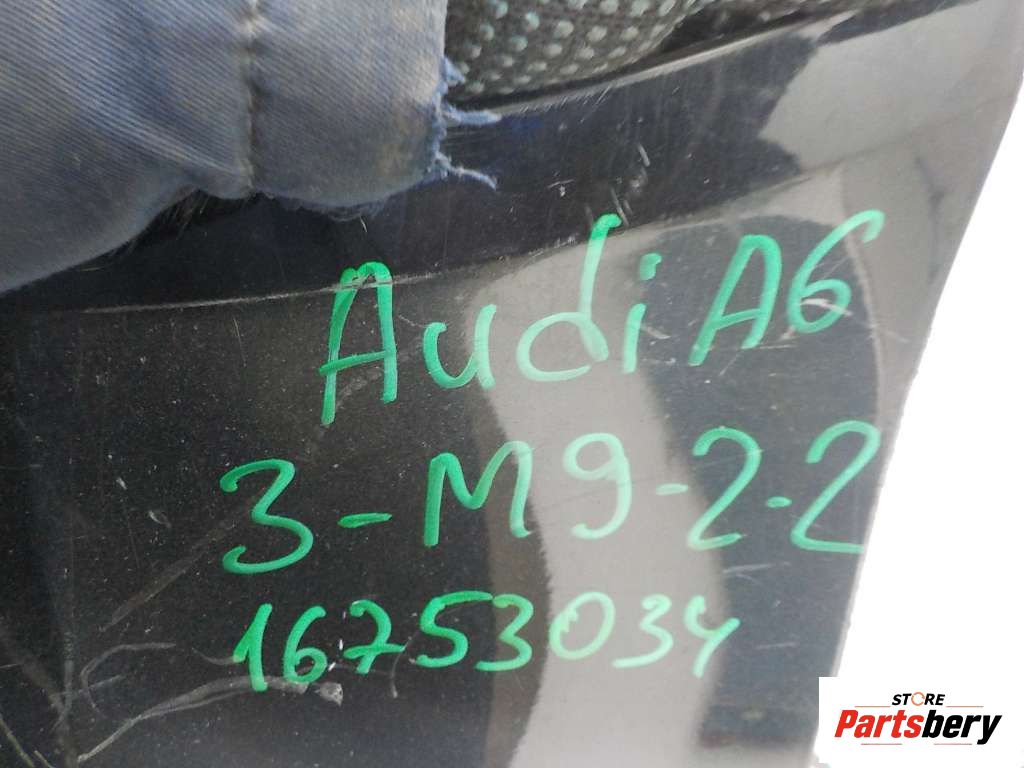 Audi A6
3-M9-2-2
16753034
STORE
Partsbery